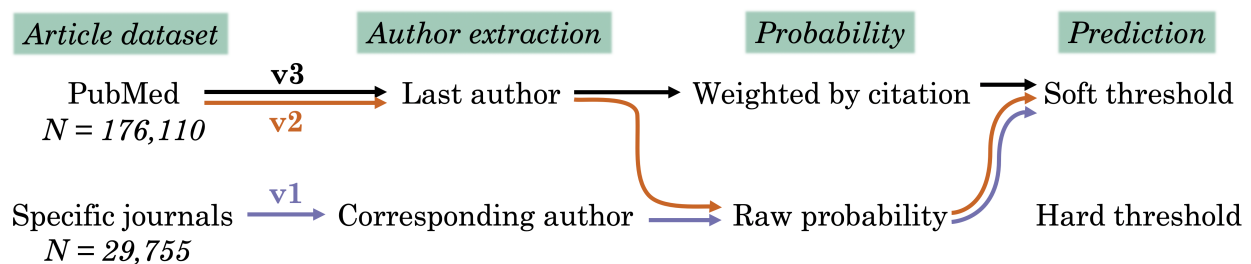 Article dataset
Author extraction
Probability
Prediction
v3
PubMed
Last author
Weighted by citation
Soft threshold
N = 176,110
v2
v1
Specific journals
Corresponding author
Raw probability
Hard threshold
N = 29,755